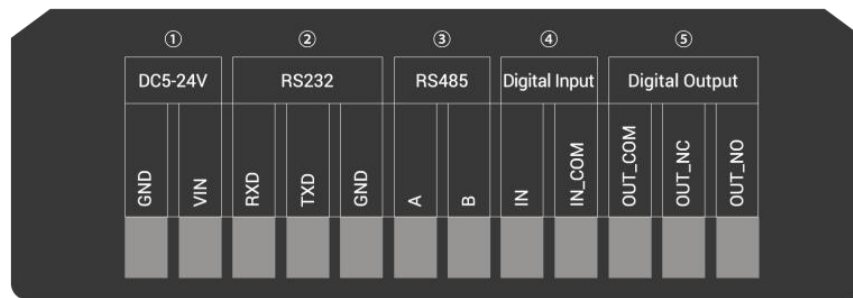 ① ② ③ ④ ⑤
DC5-24V RS232 RS485 Digital Input Digital Output
GND VIN RXD TXD GND A B IN IN_COM OUT_COM OUT_NC OUT_NO